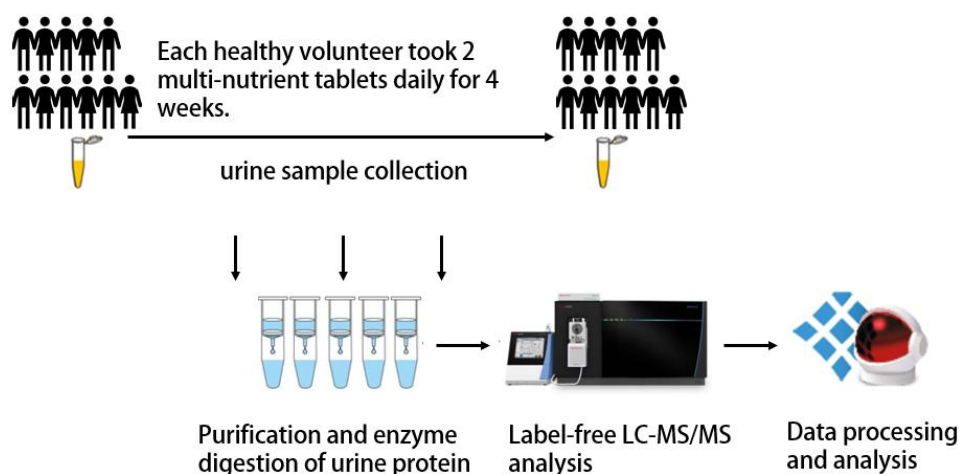 Each healthy volunteer took 2
multi-nutrient tablets daily for 4
weeks.
urine sample collection
Purification and enzyme
digestion of urine protein
Label-free LC-MS/MS
analysis
Data processing
and analysis